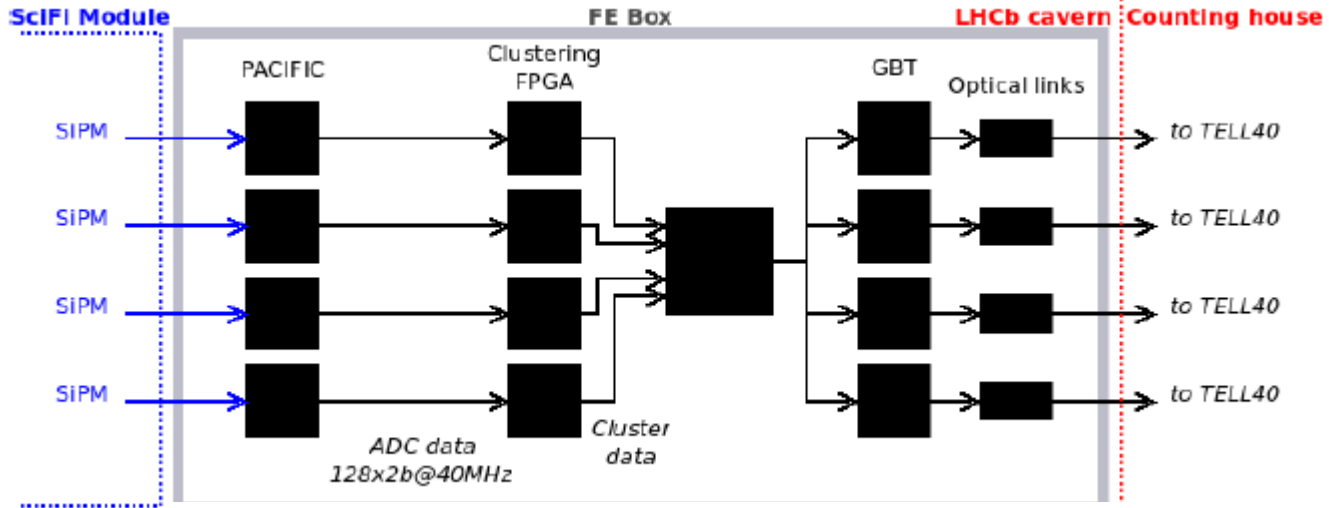 SciFi Module
FE Box
LHCb cavern
Counting house
PACIFIC
Clustering
FPGA
GBT
Optical links
SiPM
to TELL40
SiPM
to TELL40
SiPM
to TELL40
SiPM
to TELL40
ADC data
128x2b@40MHz
Cluster
data